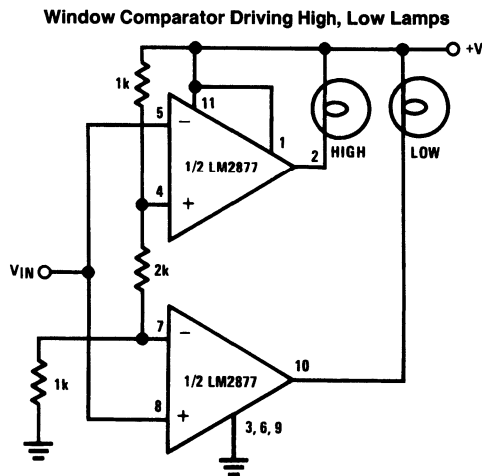 Window Comparator Driving High, Low Lamps
+V
1k
11
5
−
1
1/2 LM2877
2
HIGH
LOW
4
+
VIN
2k
7
−
10
1/2 LM2877
1k
8
+
3, 6, 9